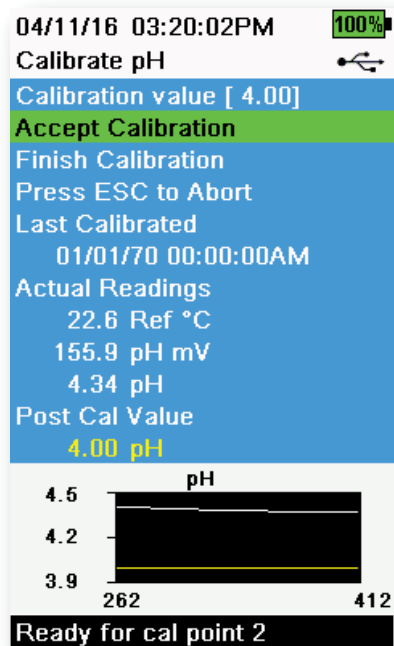 04/11/16 03:20:02PM 100%
Calibrate pH
Calibration value [ 4.00]
Accept Calibration
Finish Calibration
Press ESC to Abort
Last Calibrated
01/01/70 00:00:00AM
Actual Readings
22.6 Ref °C
155.9 pH mV
4.34 pH
Post Cal Value
4.00 pH
pH
4.5
4.2
3.9
262 412
Ready for cal point 2